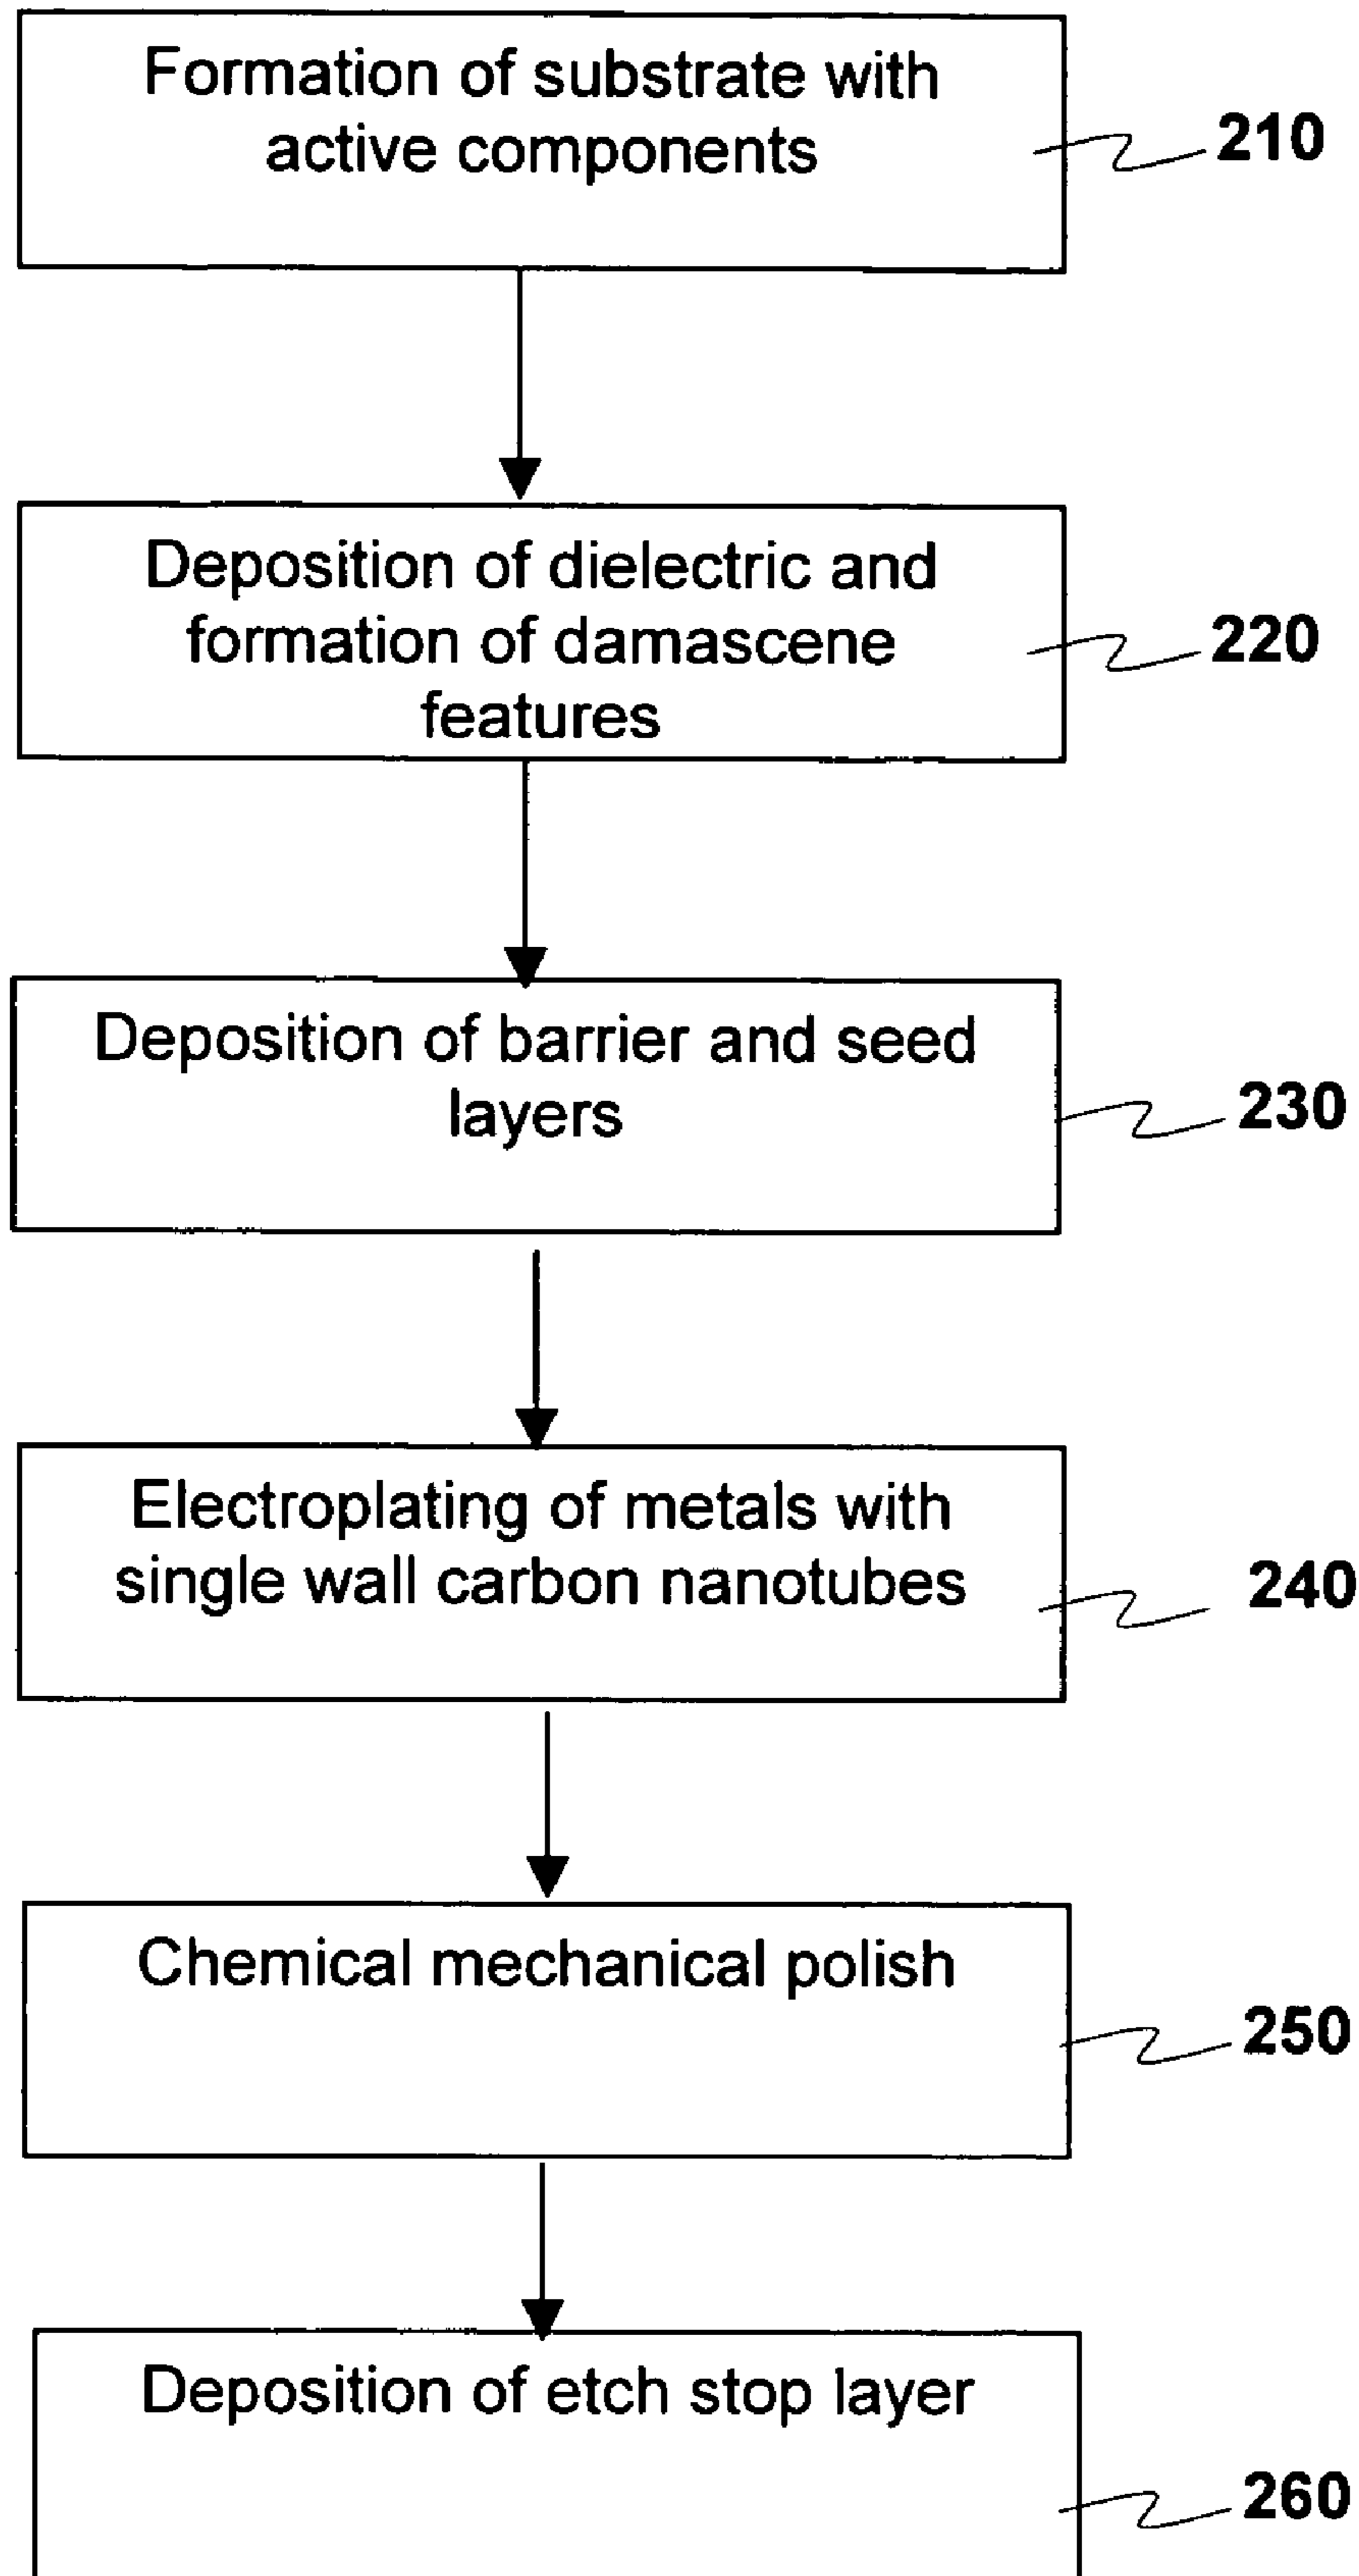 Formation of substrate with
active components
210
Deposition of dielectric and
formation of damascene
features
220
Deposition of barrier and seed
layers
230
Electroplating of metals with
single wall carbon nanotubes
240
Chemical mechanical polish
250
Deposition of etch stop layer
260